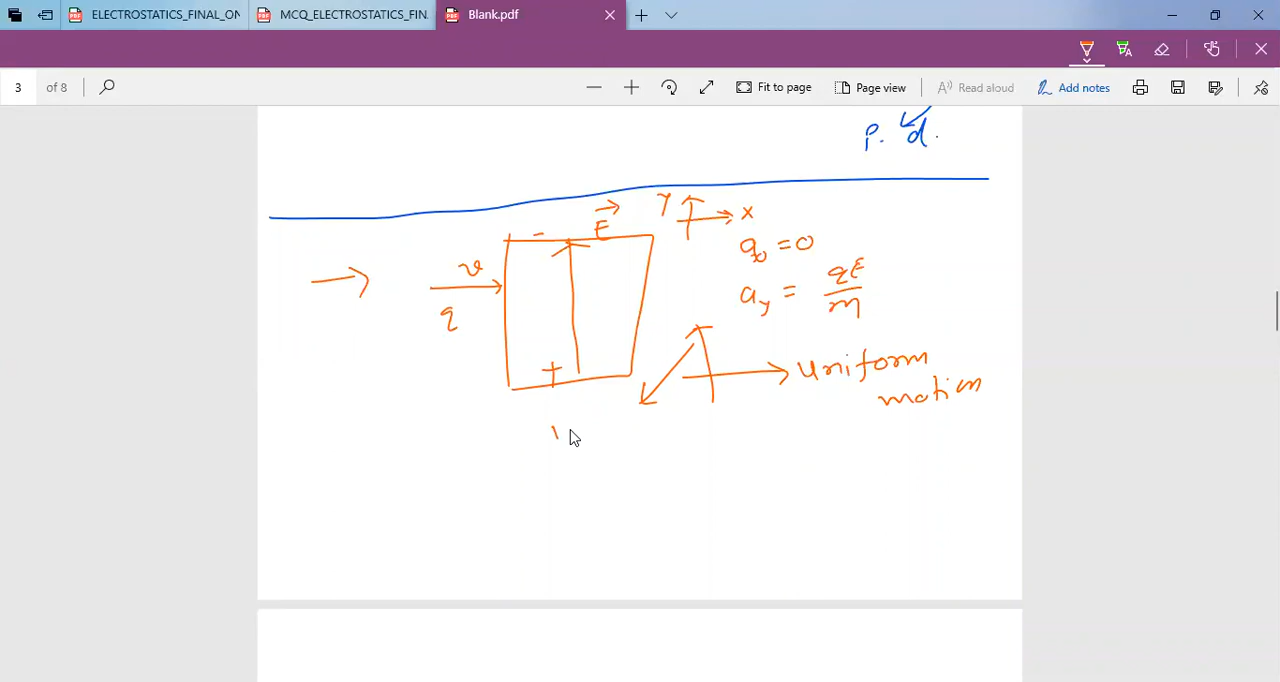 ELECTROSTATICS_FINAL_ON
MCQ_ELECTROSTATICS_FIN
Blank.pdf
3 of 8
Fit to page
Page view
Read aloud
Add notes
p. d.
E
Y
X
-
v
q
+
= 0
a_y = qE/m
uniform
motion